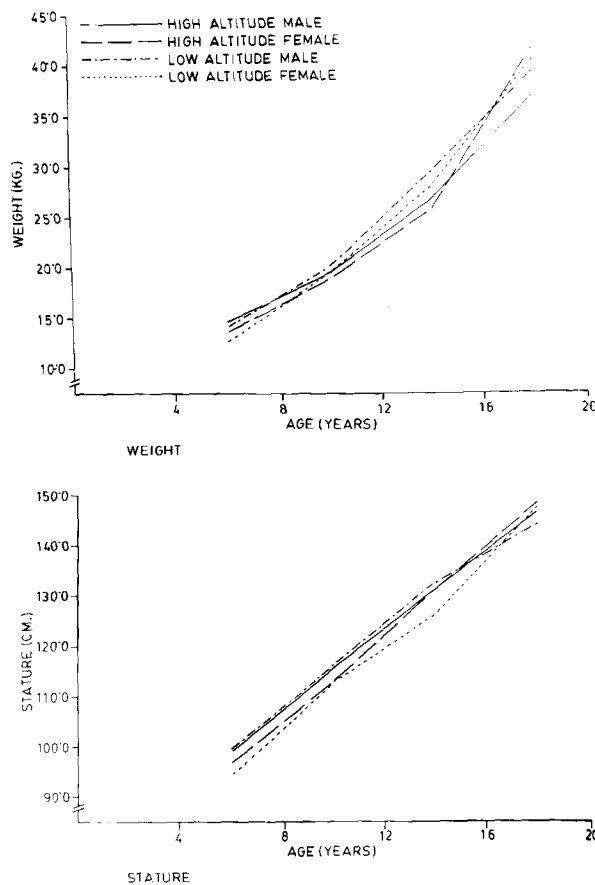 45·0
HIGH ALTITUDE MALE
HIGH ALTITUDE FEMALE
40·0
LOW ALTITUDE MALE
LOW ALTITUDE FEMALE
35·0
30·0
WEIGHT (KG.)
25·0
20·0
15·0
10·0
4 8 12 16 20
AGE (YEARS)
WEIGHT
150·0
140·0
130·0
STATURE (CM.)
120·0
110·0
100·0
90·0
4 8 12 16 20
AGE (YEARS)
STATURE